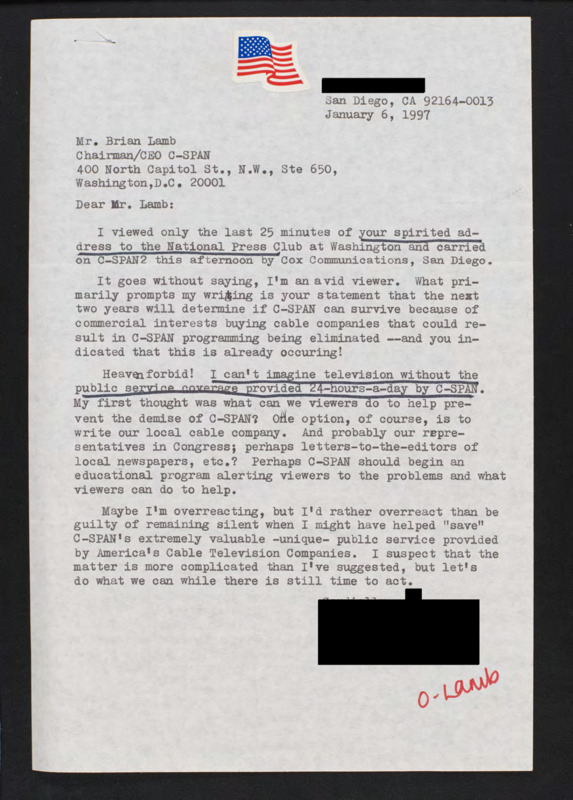 San Diego, CA 92164-0013
January 6, 1997
Mr. Brian Lamb
Chairman/CEO C-SPAN
400 North Capitol St., N.W., Ste 650,
Washington,D.C. 20001
Dear Mr. Lamb:
I viewed only the last 25 minutes of your spirited ad-
dress to the National Press Club at Washington and carried
on C-SPAN2 this afternoon by Cox Communications, San Diego.
It goes without saying, I'm an avid viewer. What pri-
marily prompts my writing is your statement that the next
two years will determine if C-SPAN can survive because of
commercial interests buying cable companies that could re-
sult in C-SPAN programming being eliminated --and you in-
dicated that this is already occuring!
Heaven forbid! I can't imagine television without the
public service coverage provided 24-hours-a-day by C-SPAN.
My first thought was what can we viewers do to help pre-
vent the demise of C-SPAN? One option, of course, is to
write our local cable company. And probably our repre-
sentatives in Congress; perhaps letters-to-the-editors of
local newspapers, etc.? Perhaps C-SPAN should begin an
educational program alerting viewers to the problems and what
viewers can do to help.
Maybe I'm overreacting, but I'd rather overreact than be
guilty of remaining silent when I might have helped "save"
C-SPAN's extremely valuable -unique- public service provided
by America's Cable Television Companies. I suspect that the
matter is more complicated than I've suggested, but let's
do what we can while there is still time to act.
O-Lamb